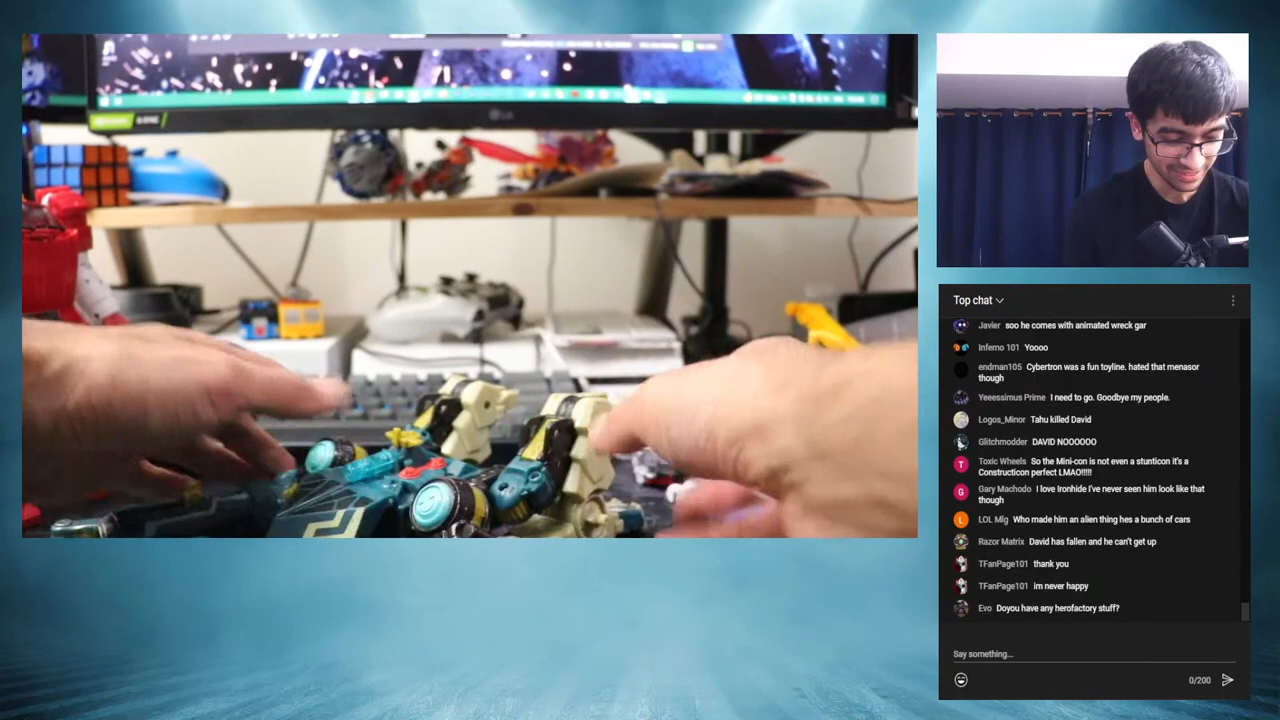 LG
Top chat
Javier soo he comes with animated wreck gar
Inferno 101 Yoooo
endman105 Cybertron was a fun toyline. hated that menasor
though
Yeeessimus Prime I need to go. Goodbye my people.
Logos_Minor Tahu killed David
Glitchmodder DAVID NOOOOOO
T
Toxic Wheels So the Mini-con is not even a stunticon it's a
Constructicon perfect LMAO!!!!!
G
Gary Machodo I love Ironhide I've never seen him look like that
though
L
LOL Mlg Who made him an alien thing hes a bunch of cars
Razor Matrix David has fallen and he can't get up
TFanPage101 thank you
TFanPage101 im never happy
Evo Doyou have any herofactory stuff?
Say something...
0/200